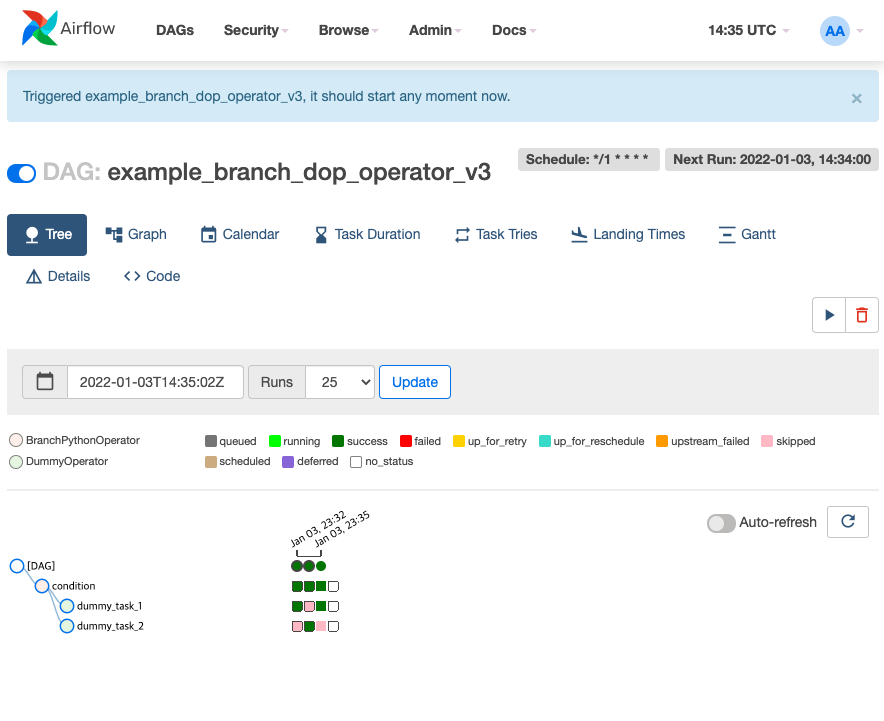 Airflow DAGs Security Browse Admin Docs 14:35 UTC AA
Triggered example_branch_dop_operator_v3, it should start any moment now. ×
DAG: example_branch_dop_operator_v3 Schedule: */1 * * * * Next Run: 2022-01-03, 14:34:00
Tree Graph Calendar Task Duration Task Tries Landing Times Gantt
Details Code
2022-01-03T14:35:02Z Runs 25 Update
BranchPythonOperator queued running success failed up_for_retry up_for_reschedule upstream_failed skipped
DummyOperator scheduled deferred no_status
Jan 03, 23:32
Jan 03, 23:35
Auto-refresh
[DAG]
condition
dummy_task_1
dummy_task_2